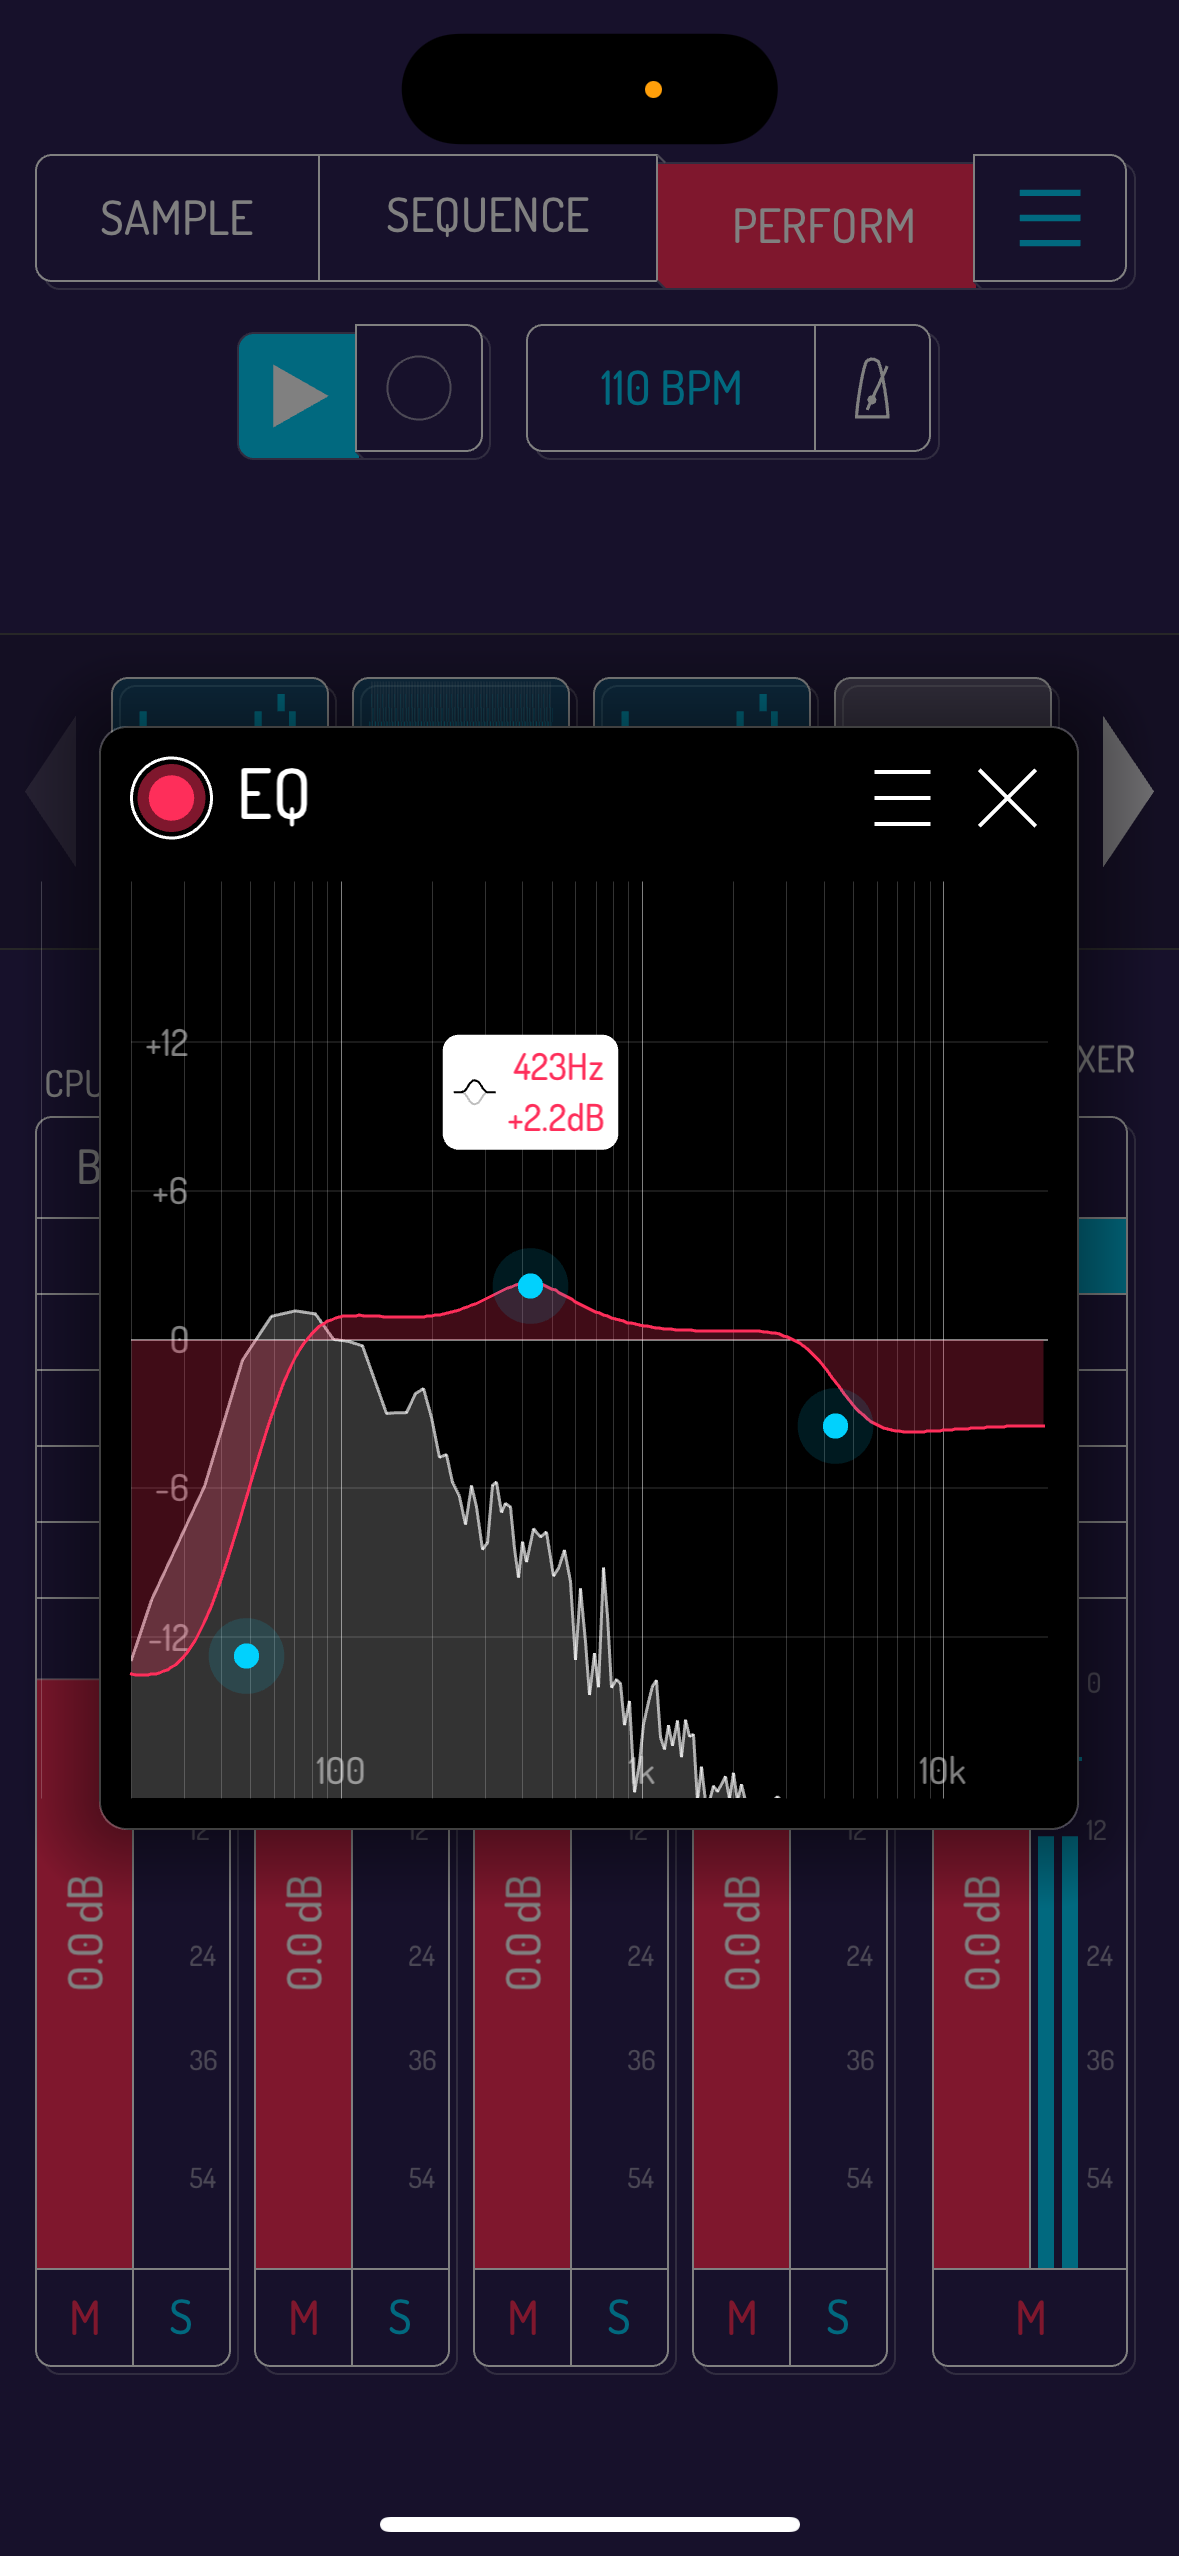 SAMPLE
SEQUENCE
PERFORM
110 BPM
EQ
423Hz
+2.2dB
+12
+6
0
-6
-12
100
1k
10k
CPU
XER
B
0
12
12
12
12
12
0.0 dB
0.0 dB
0.0 dB
0.0 dB
0.0 dB
24
24
24
24
24
36
36
36
36
36
54
54
54
54
54
M
S
M
S
M
S
M
S
M